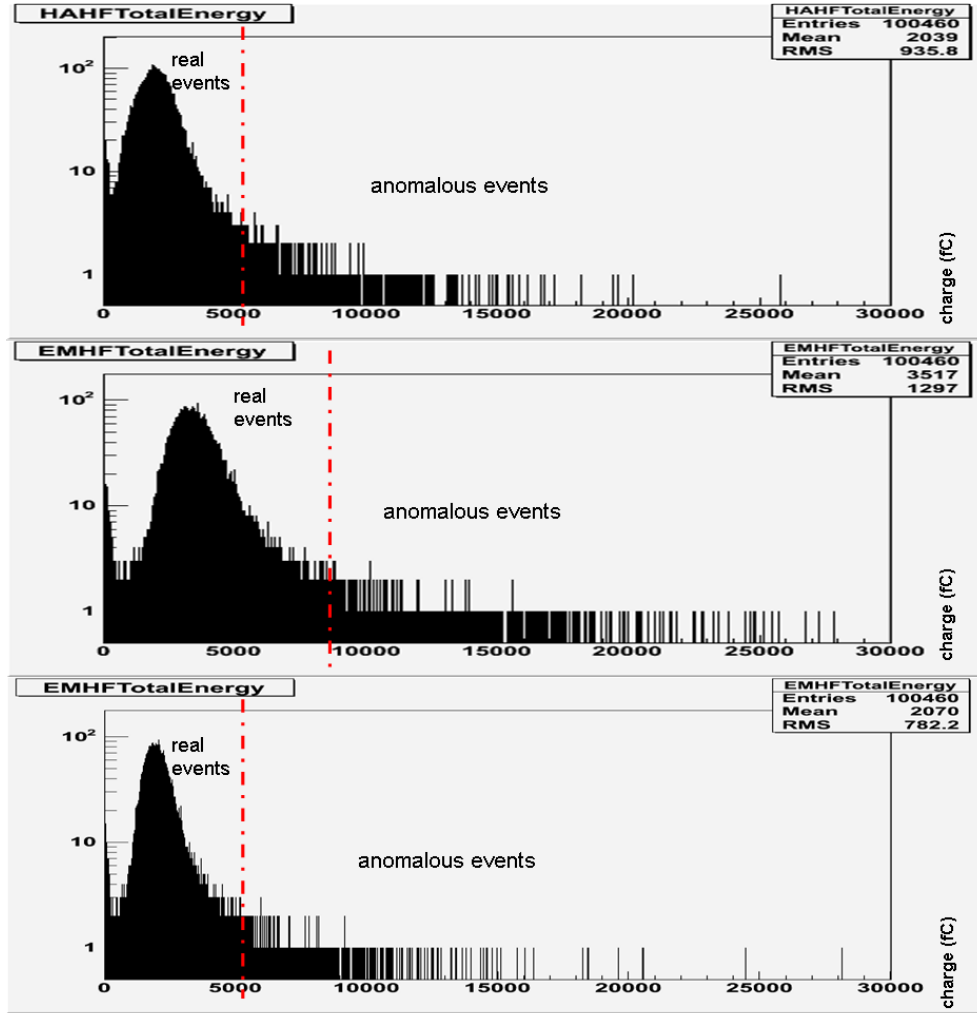 HAHFTotalEnergy
HAHFTotalEnergy
Entries 100460
Mean 2039
RMS 935.8
real
events
10²
10
anomalous events
1
0 5000 10000 15000 20000 25000 30000
charge (fC)
EMHFTotalEnergy
EMHFTotalEnergy
Entries 100460
Mean 3517
RMS 1297
real
events
10²
10
anomalous events
1
0 5000 10000 15000 20000 25000 30000
charge (fC)
EMHFTotalEnergy
EMHFTotalEnergy
Entries 100460
Mean 2070
RMS 782.2
10²
real
events
10
anomalous events
1
0 5000 10000 15000 20000 25000 30000
charge (fC)